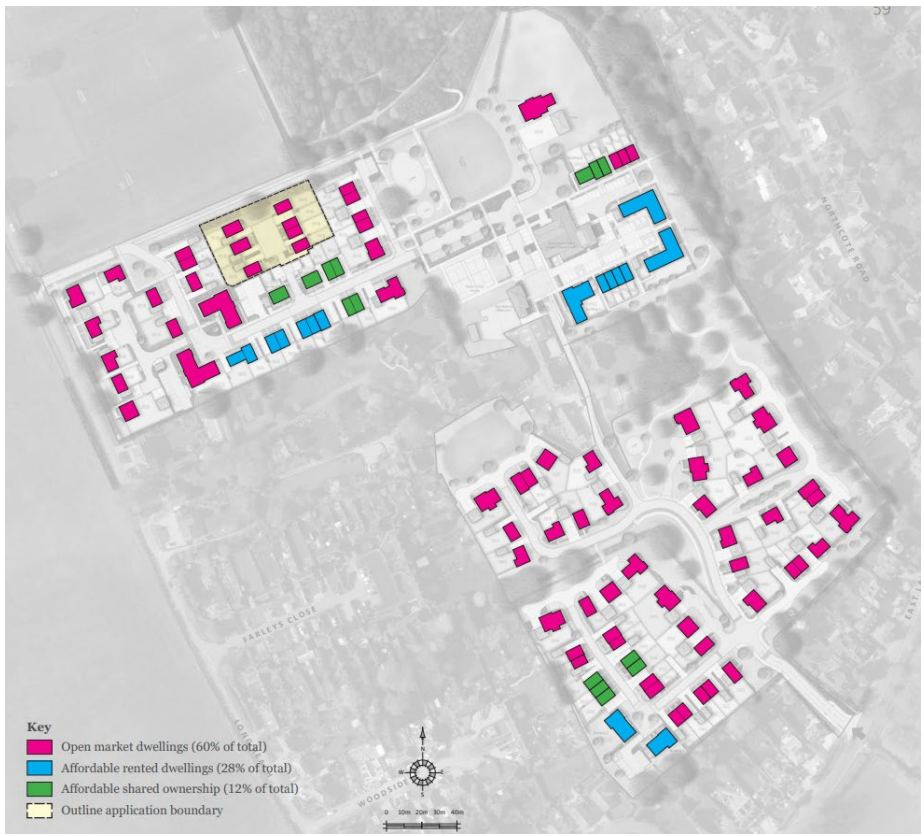 59
NORTHCOTE ROAD
FARLEYS CLOSE
WOODSIDE
Key
Open market dwellings (60% of total)
Affordable rented dwellings (28% of total)
Affordable shared ownership (12% of total)
Outline application boundary
N
W E
S
0 10m 20m 30m 40m